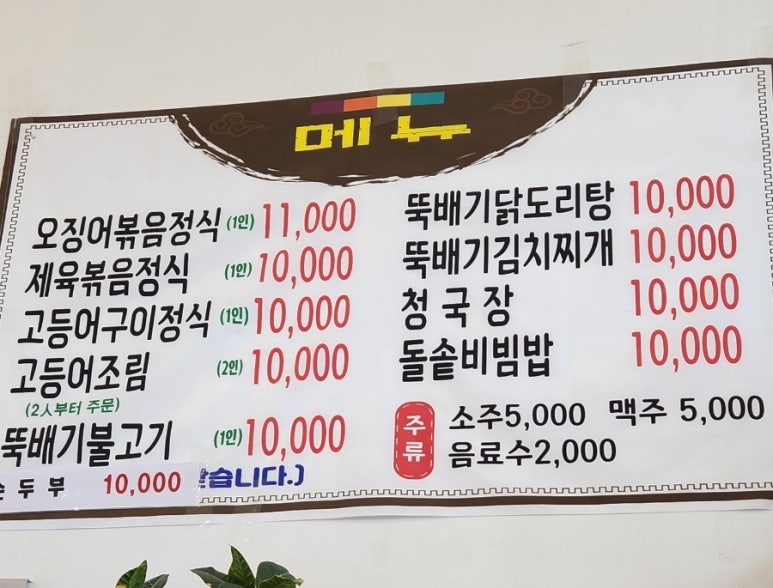 메뉴
오징어볶음정식 (1인) 11,000
제육볶음정식 (1인) 10,000
고등어구이정식 (1인) 10,000
고등어조림 (2인) 10,000
(2人부터 주문)
뚝배기불고기 (1인) 10,000
순두부 10,000
습니다.)
뚝배기닭도리탕 10,000
뚝배기김치찌개 10,000
청국장 10,000
돌솥비빔밥 10,000
주류
소주5,000 맥주 5,000
음료수2,000